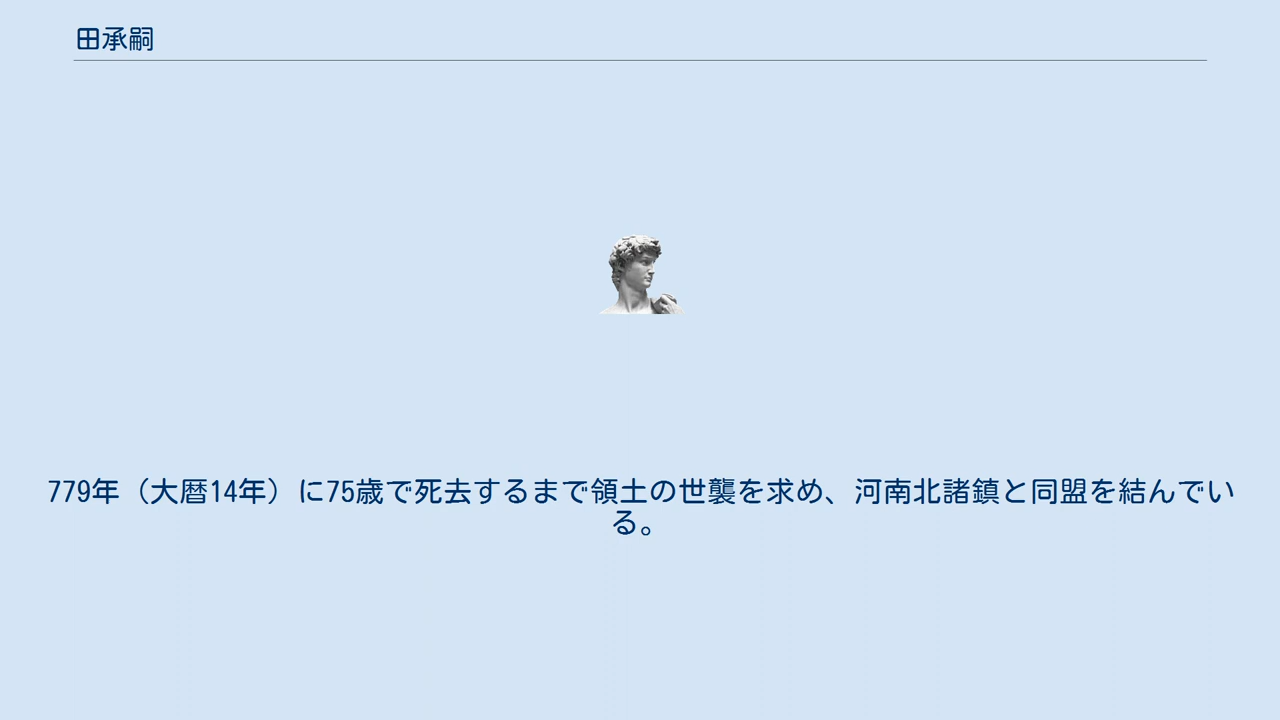 田承嗣
779年（大暦14年）に75歳で死去するまで領土の世襲を求め、河南北諸鎮と同盟を結んでい
る。